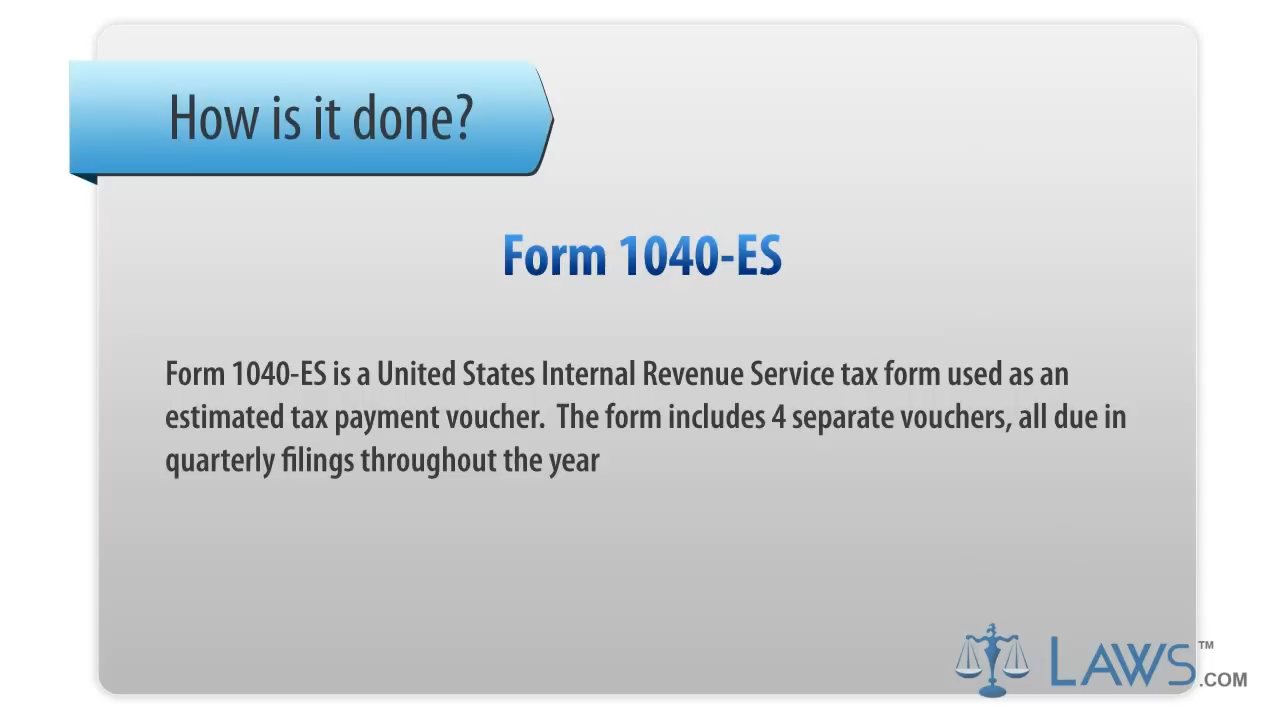 How is it done?
Form 1040-ES
Form 1040-ES is a United States Internal Revenue Service tax form used as an
estimated tax payment voucher.  The form includes 4 separate vouchers, all due in
quarterly filings throughout the year
LAWS™
.COM